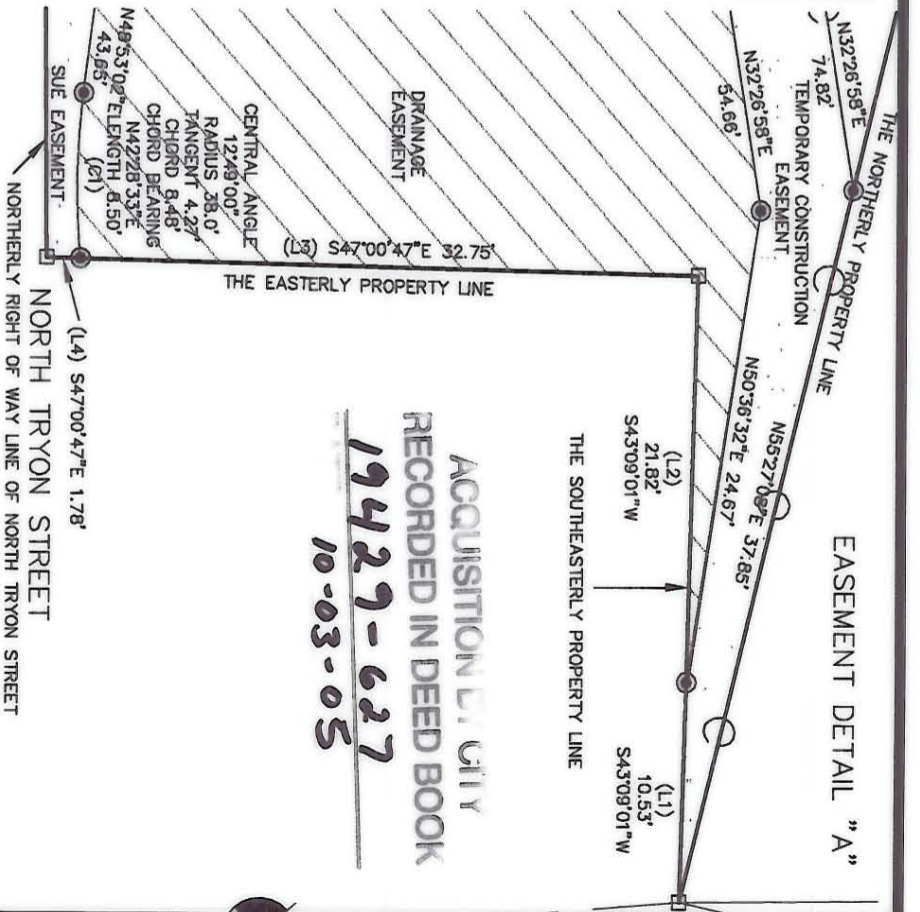 EASEMENT DETAIL "A"
THE NORTHERLY PROPERTY LINE
N32°26'58"E
74.82'
TEMPORARY CONSTRUCTION
EASEMENT
N32°26'58"E
54.66'
N55°27'08"E 37.85'
N50°36'32"E 24.67'
(L1)
10.53'
S43°09'01"W
(L2)
21.82'
S43°09'01"W
THE SOUTHEASTERLY PROPERTY LINE
DRAINAGE
EASEMENT
(L3) S47°00'47"E 32.75'
THE EASTERLY PROPERTY LINE
CENTRAL ANGLE
12°49'00"
RADIUS 38.0'
TANGENT 4.27'
CHORD 8.48'
CHORD BEARING
N42°28'33"E
LENGTH 8.50'
N48°53'02"E
43.65'
(C1)
SUE EASEMENT
(L4) S47°00'47"E 1.78'
NORTH TRYON STREET
NORTHERLY RIGHT OF WAY LINE OF NORTH TRYON STREET
ACQUISITION BY CITY
RECORDED IN DEED BOOK
19429-627
10-03-05